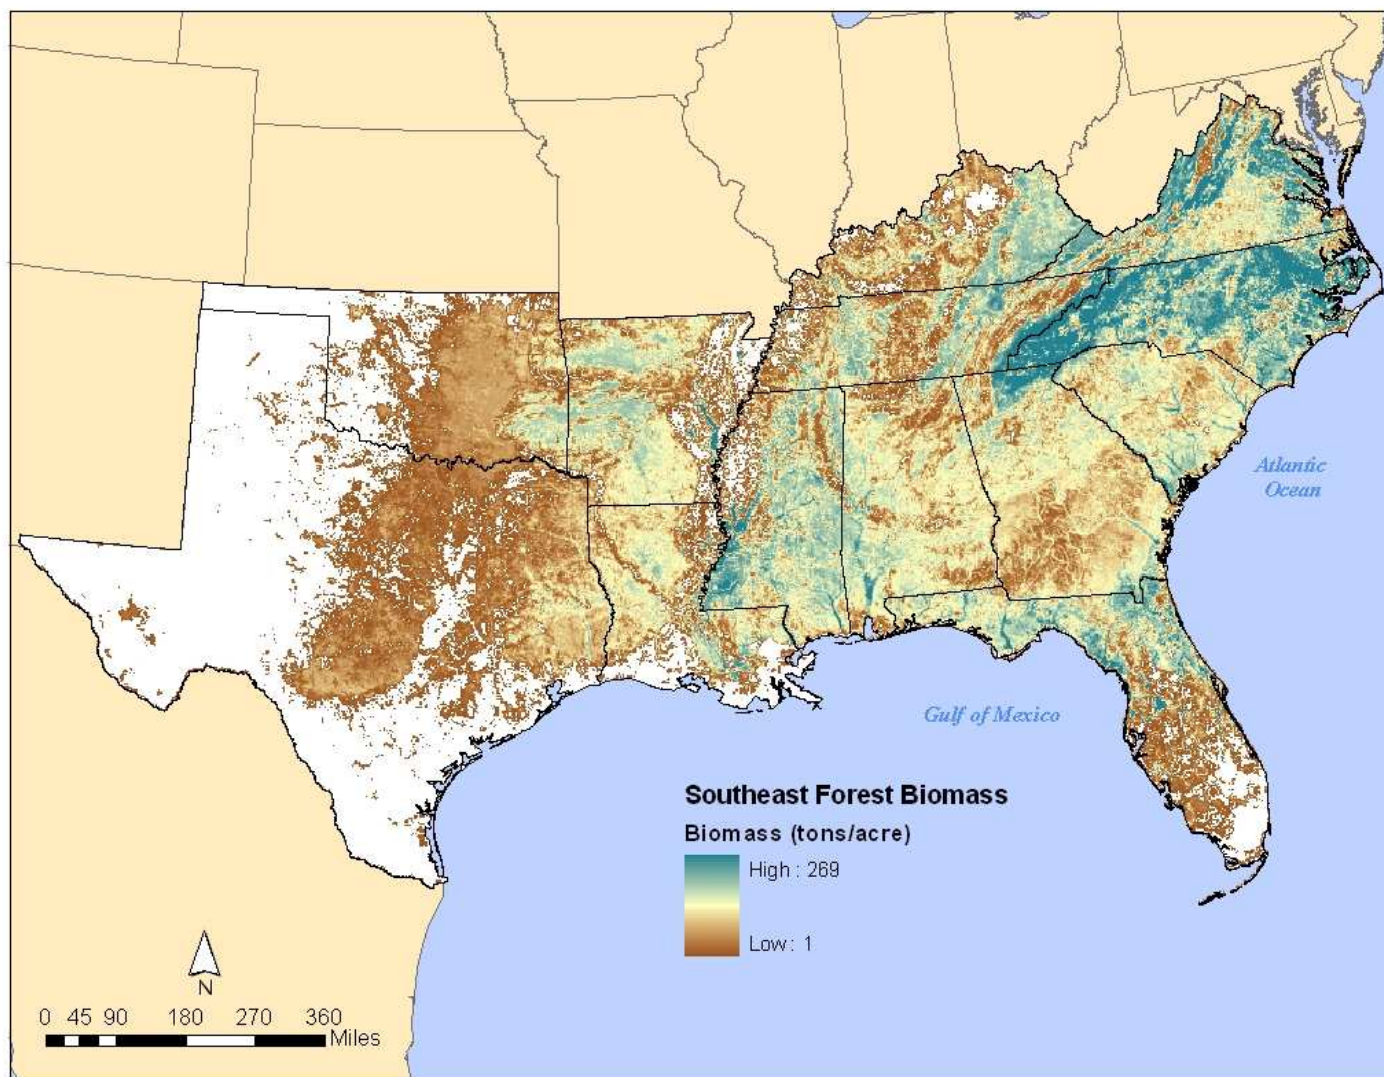 Atlantic
Ocean
Gulf of Mexico
Southeast Forest Biomass
Biomass (tons/acre)
High : 269
Low : 1
N
0 45 90 180 270 360
Miles